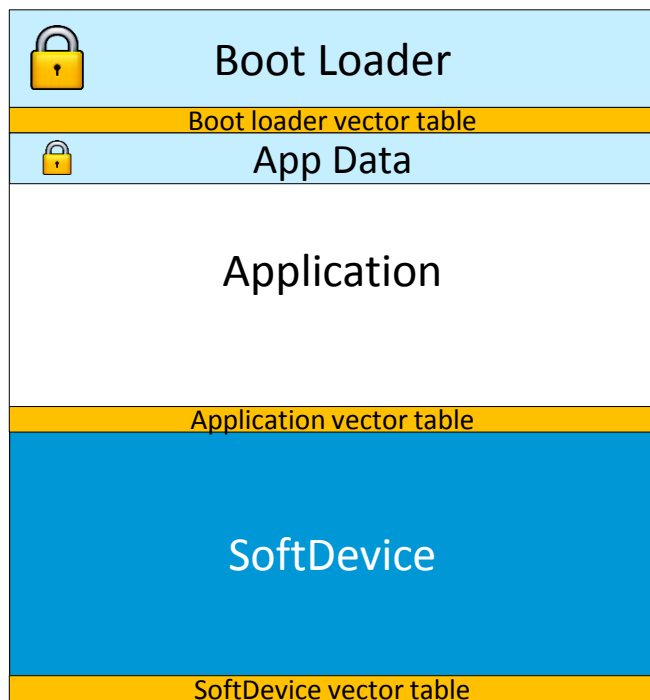 Boot Loader
Boot loader vector table
App Data
Application
Application vector table
SoftDevice
SoftDevice vector table